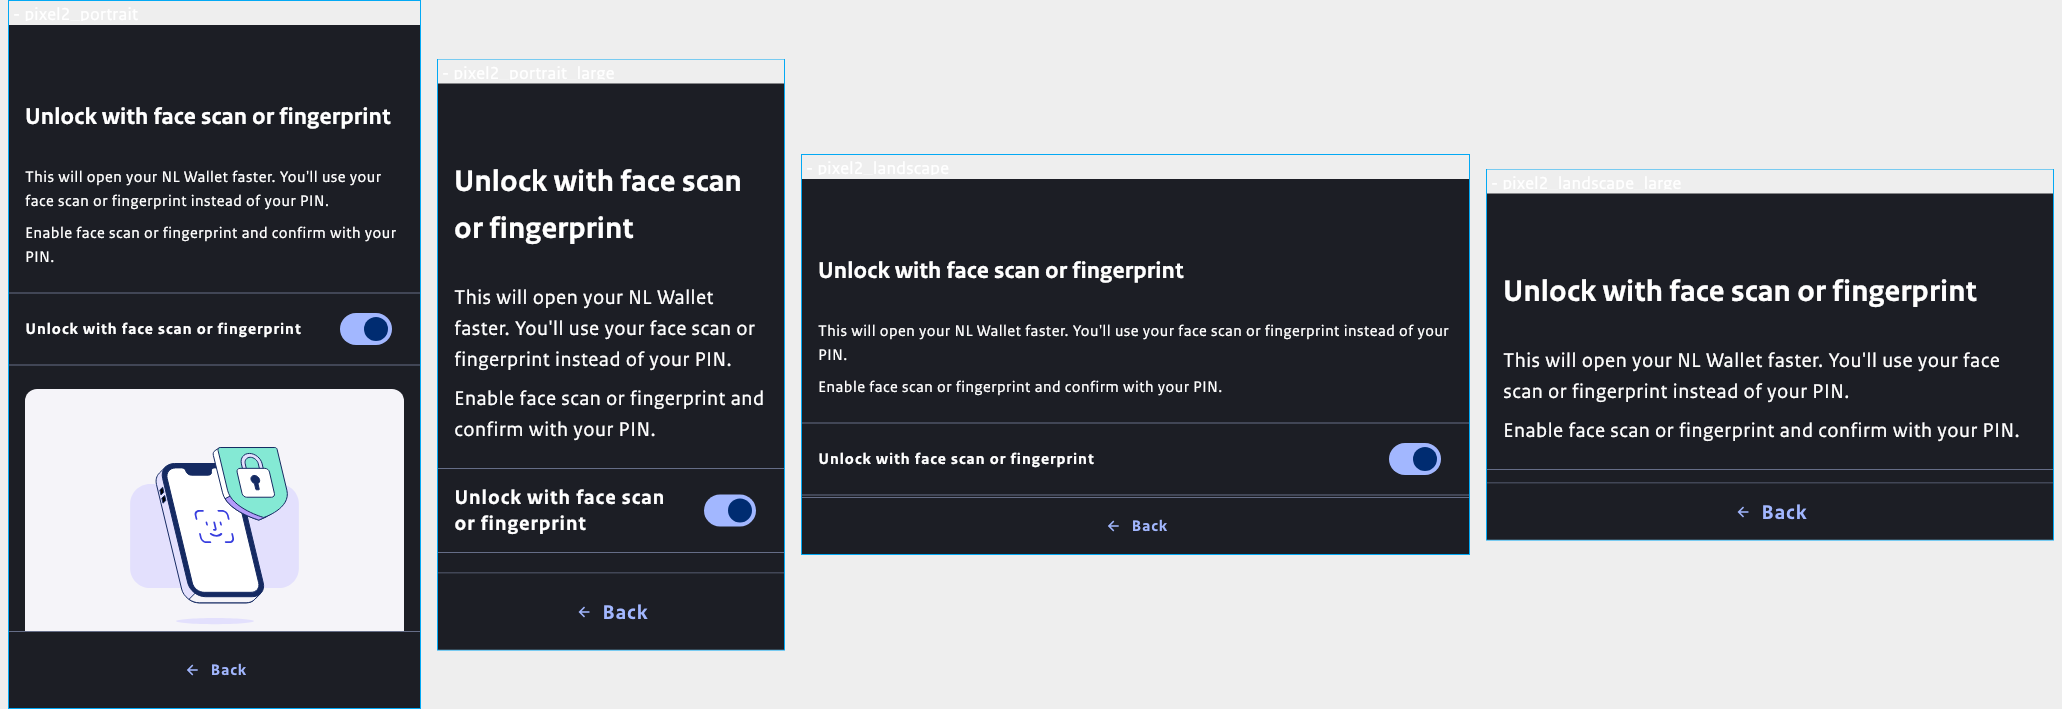 - pixel2_portrait
Unlock with face scan or fingerprint
This will open your NL Wallet faster. You'll use your
face scan or fingerprint instead of your PIN.
Enable face scan or fingerprint and confirm with your
PIN.
Unlock with face scan or fingerprint
Back
- pixel2_portrait_large
Unlock with face scan
or fingerprint
This will open your NL Wallet
faster. You'll use your face scan or
fingerprint instead of your PIN.
Enable face scan or fingerprint and
confirm with your PIN.
Unlock with face scan
or fingerprint
Back
- pixel2_landscape
Unlock with face scan or fingerprint
This will open your NL Wallet faster. You'll use your face scan or fingerprint instead of your
PIN.
Enable face scan or fingerprint and confirm with your PIN.
Unlock with face scan or fingerprint
Back
- pixel2_landscape_large
Unlock with face scan or fingerprint
This will open your NL Wallet faster. You'll use your face
scan or fingerprint instead of your PIN.
Enable face scan or fingerprint and confirm with your PIN.
Back